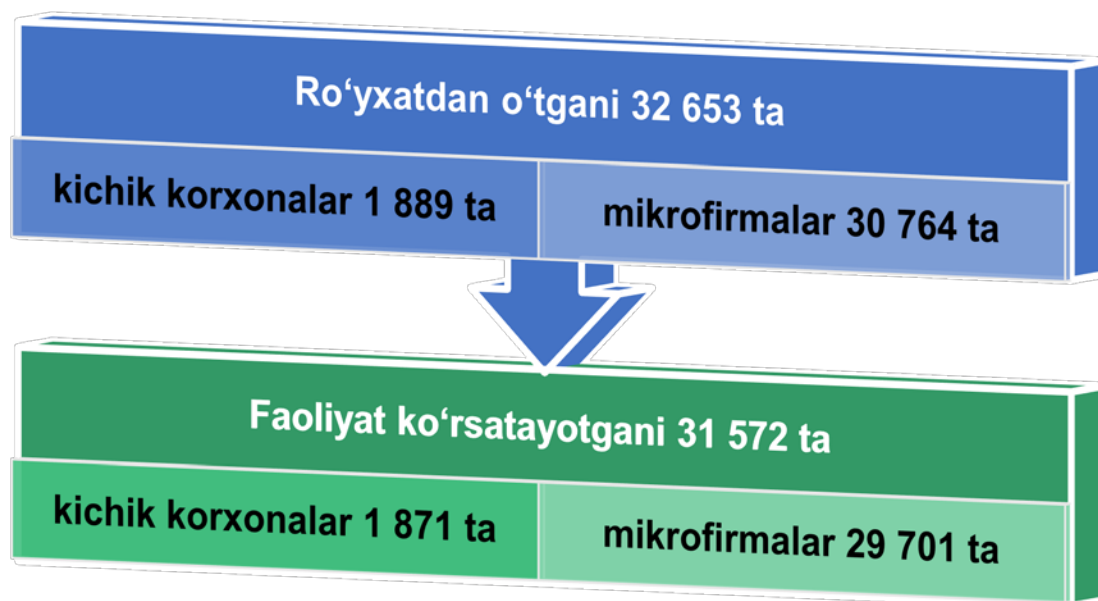 Ro‘yxatdan o‘tgani 32 653 ta
kichik korxonalar 1 889 ta
mikrofirmalar 30 764 ta
Faoliyat ko‘rsatayotgani 31 572 ta
kichik korxonalar 1 871 ta
mikrofirmalar 29 701 ta